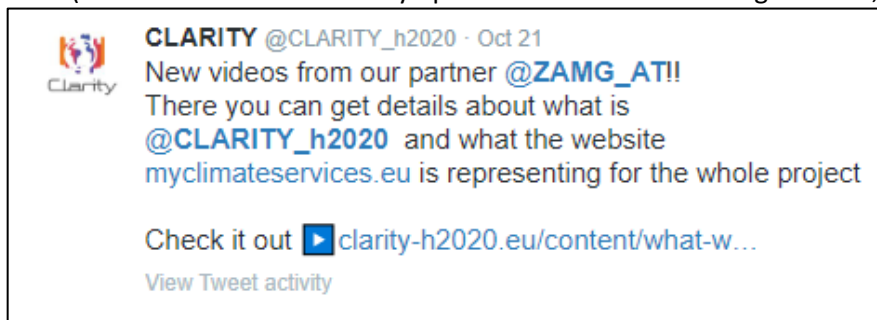 CLARITY @CLARITY_h2020 · Oct 21
New videos from our partner @ZAMG_AT!!
There you can get details about what is
@CLARITY_h2020 and what the website
myclimateservices.eu is representing for the whole project
Check it out ▶ clarity-h2020.eu/content/what-w...
View Tweet activity
Clarity